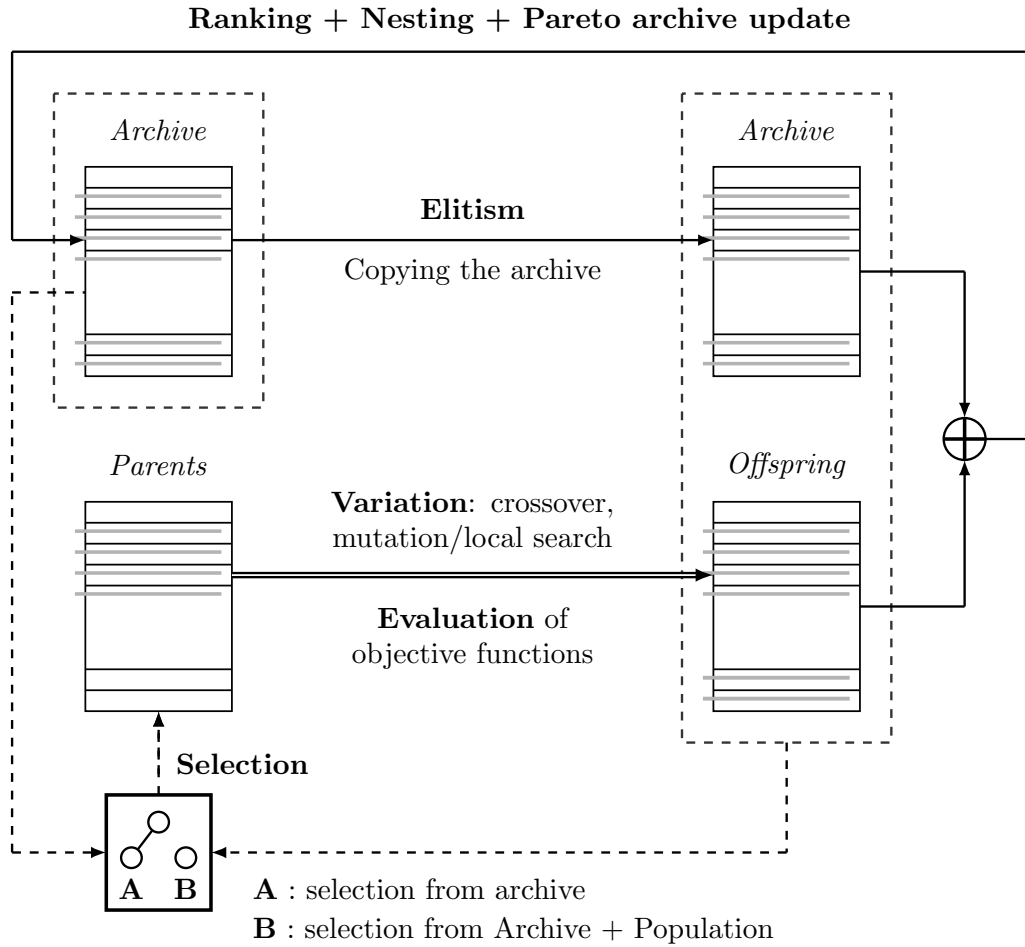 Ranking + Nesting + Pareto archive update
Archive
Archive
Elitism
Copying the archive
Parents
Offspring
Variation: crossover,
mutation/local search
Evaluation of
objective functions
Selection
A B
A : selection from archive
B : selection from Archive + Population